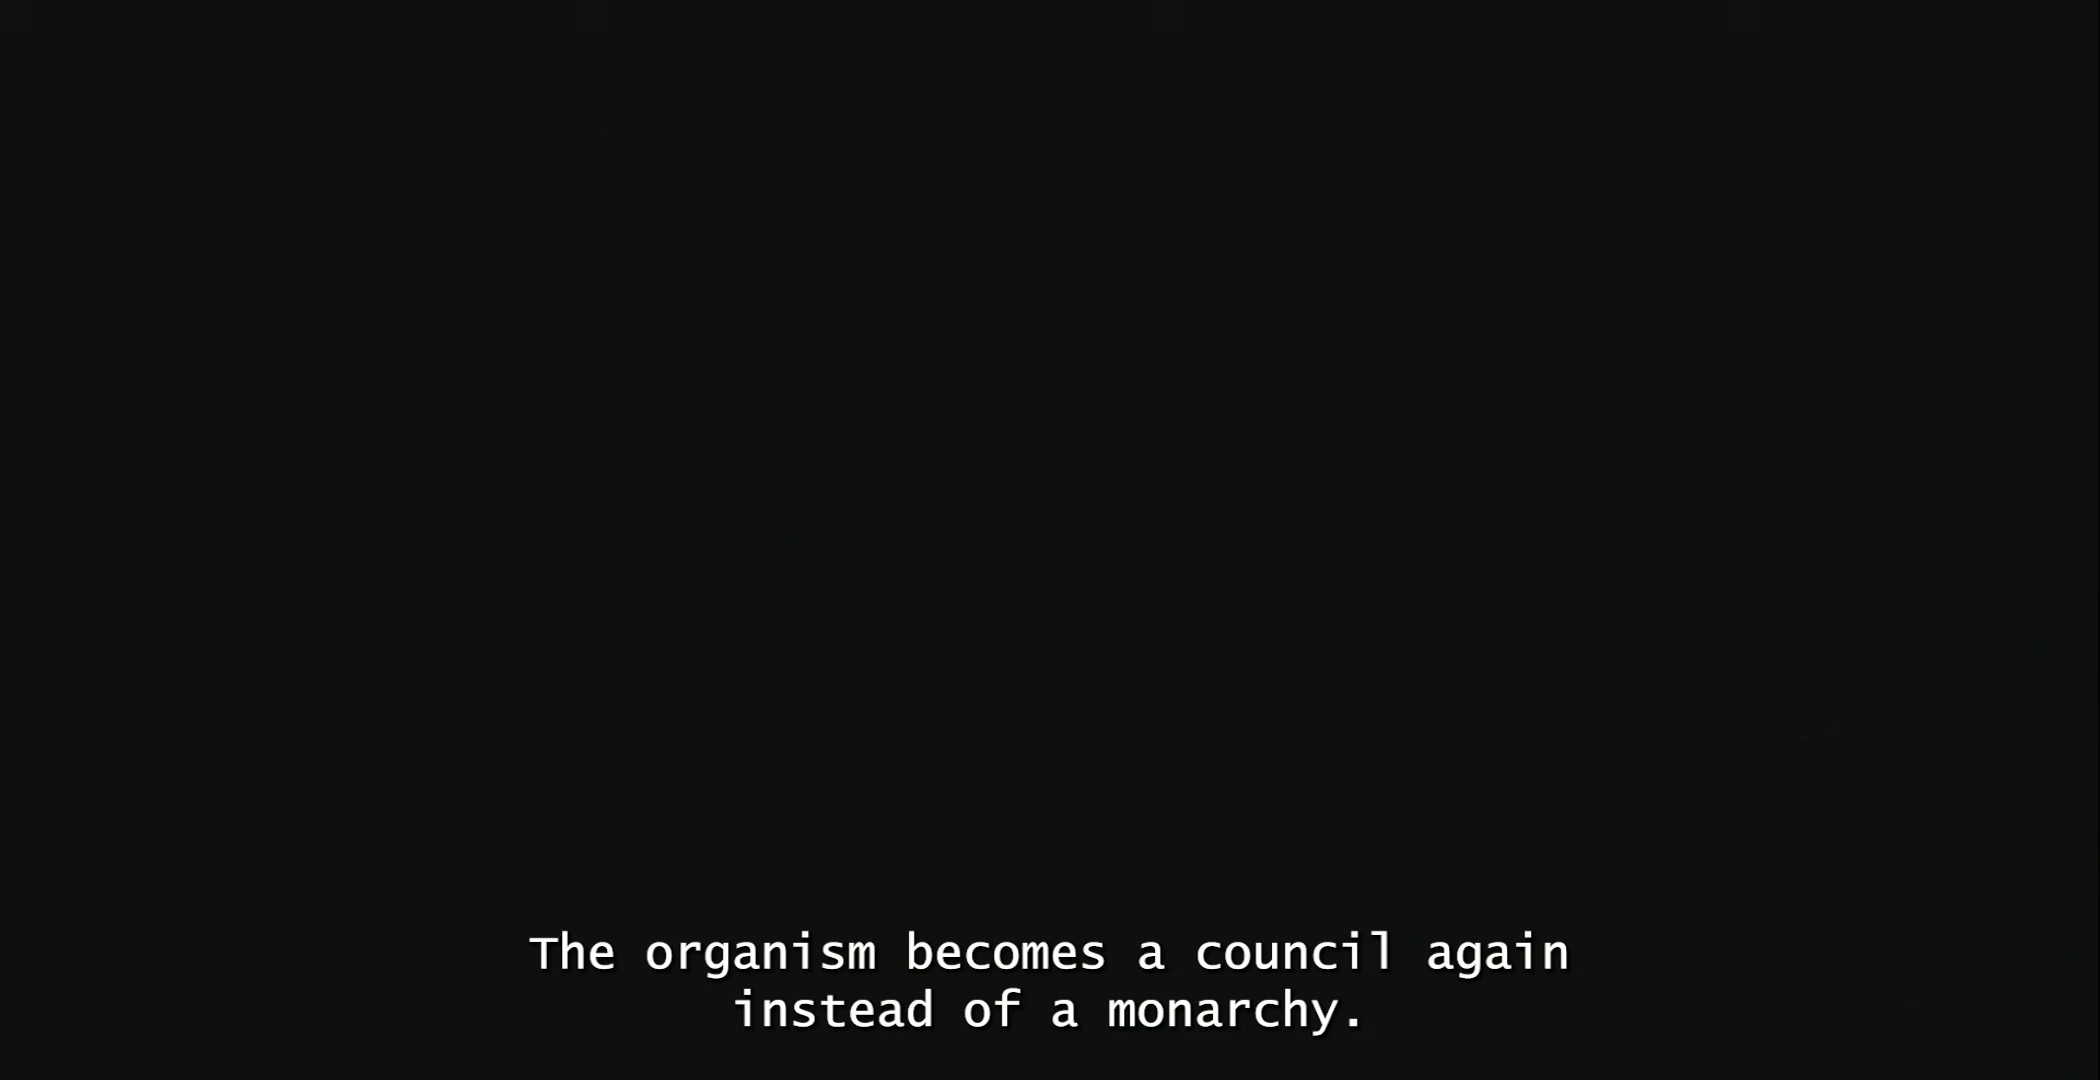 The organism becomes a council again
instead of a monarchy.